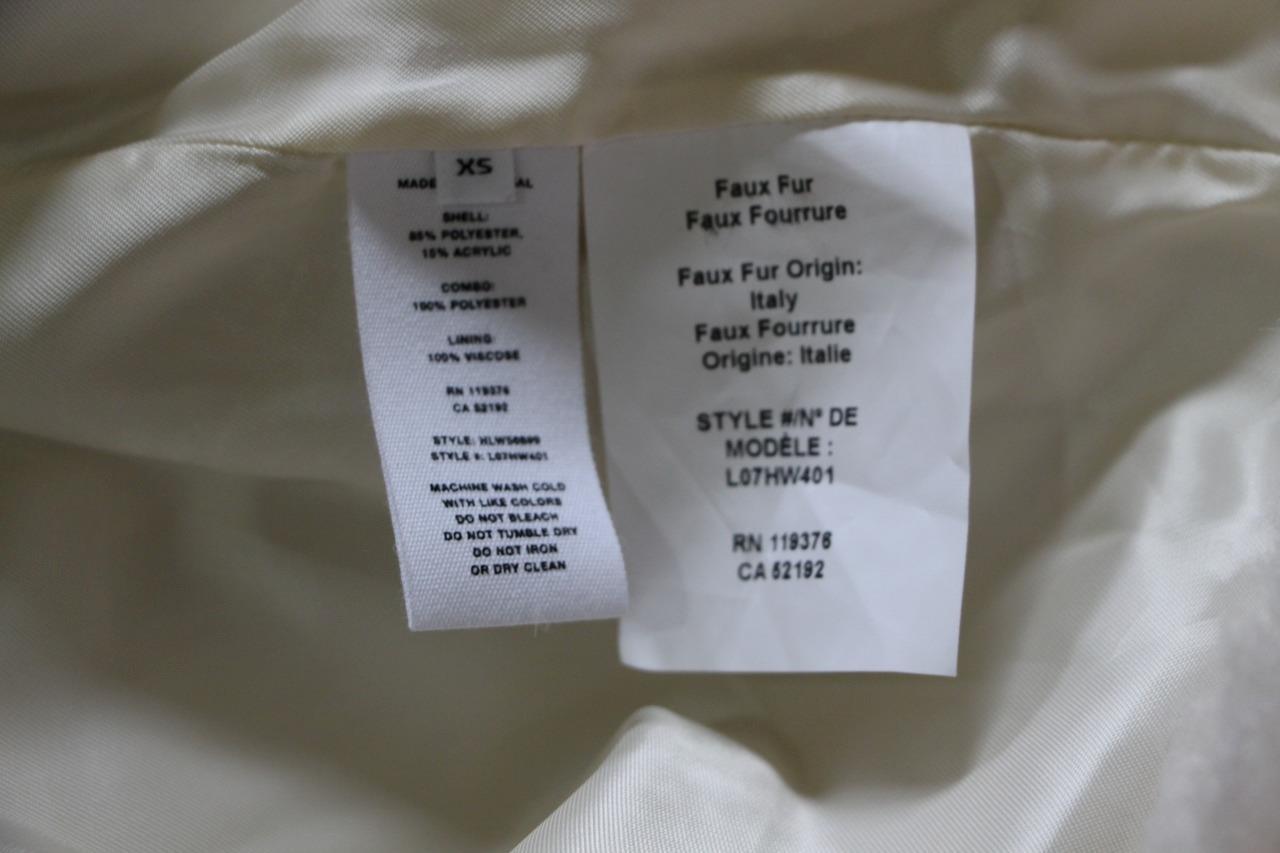 XS
MADE
SHELL:
85% POLYESTER,
15% ACRYLIC
COMBO:
100% POLYESTER
LINING:
100% VISCOSE
RN 119376
CA 52192
STYLE:
STYLE #: L07HW401
MACHINE WASH COLD
WITH LIKE COLORS
DO NOT BLEACH
DO NOT TUMBLE DRY
DO NOT IRON
OR DRY CLEAN
Faux Fur
Faux Fourrure
Faux Fur Origin:
Italy
Faux Fourrure
Origine: Italie
STYLE #/N° DE
MODÈLE :
L07HW401
RN 119376
CA 52192